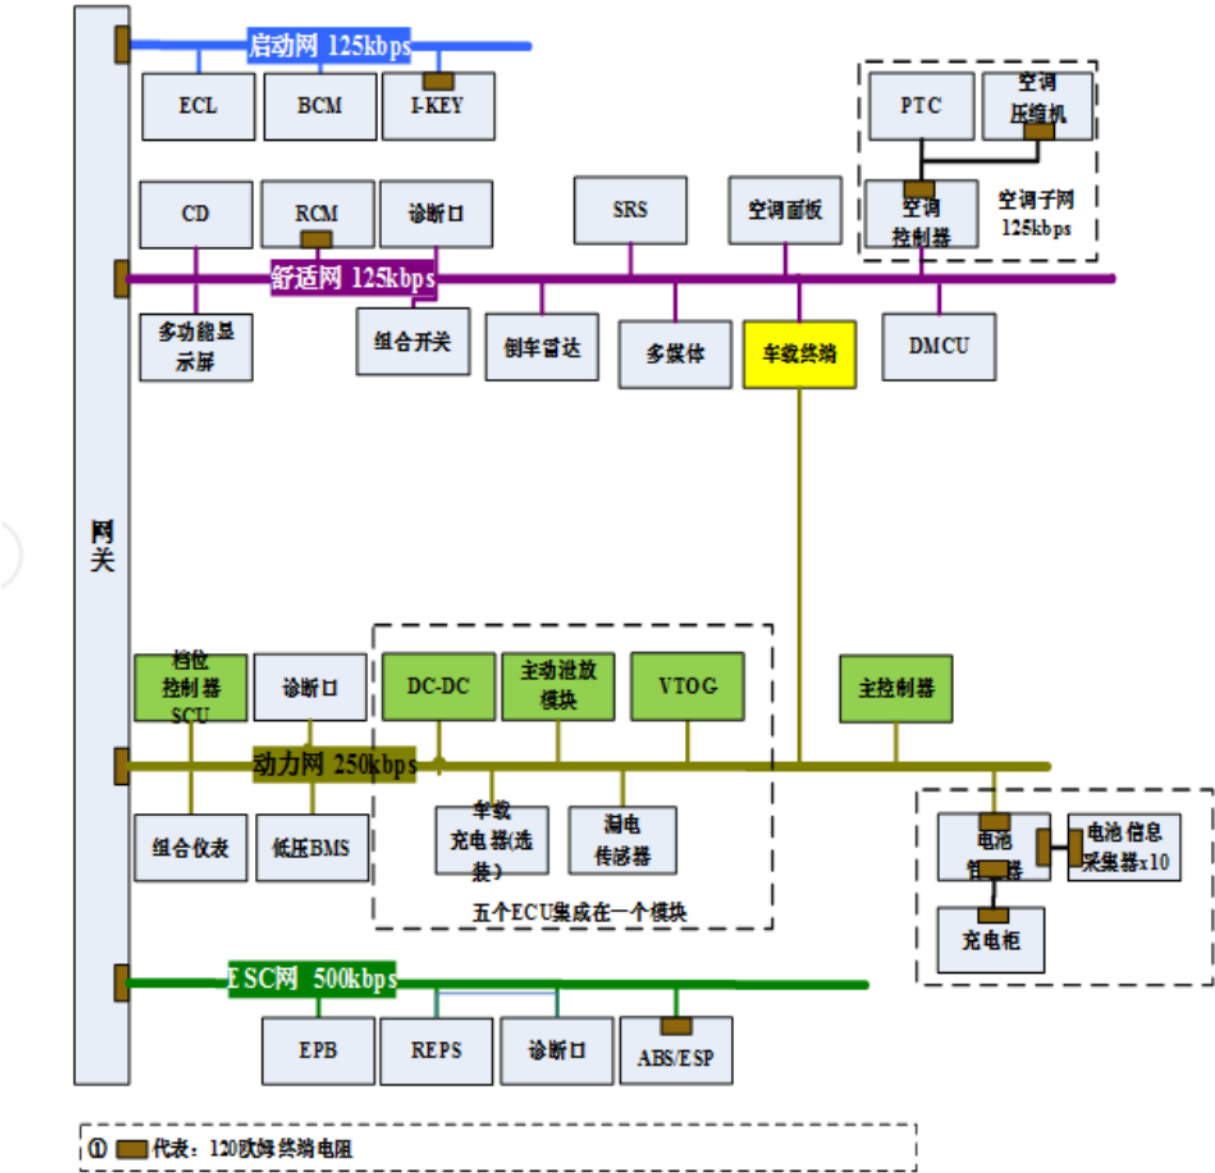 启动网 125kbps
ECL
BCM
I-KEY
PTC
空调
压缩机
空调
控制器
空调子网
125kbps
CD
RCM
诊断口
SRS
空调面板
舒适网 125kbps
多功能显
示屏
组合开关
倒车雷达
多媒体
车载终端
DMCU
网
关
档位
控制器
SCU
诊断口
DC-DC
主动泄放
模块
VTOG
主控制器
动力网 250kbps
组合仪表
低压BMS
车载
充电器(选
装）
漏电
传感器
五个ECU集成在一个模块
电池
管 器
电池信息
采集器x10
充电柜
ESC网 500kbps
EPB
REPS
诊断口
ABS/ESP
① 代表：120欧姆终端电阻